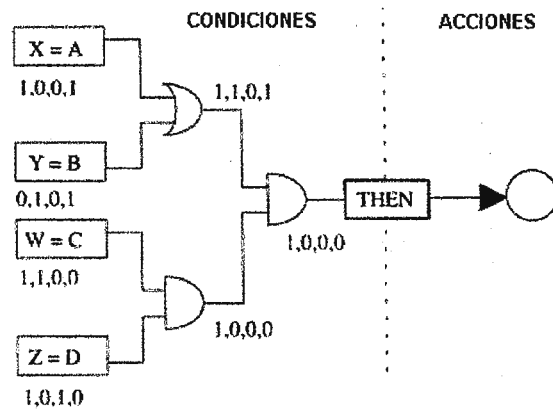 CONDICIONES
ACCIONES
X = A
1,0,0,1
1,1,0,1
Y = B
0,1,0,1
THEN
W = C
1,1,0,0
1,0,0,0
1,0,0,0
Z = D
1,0,1,0